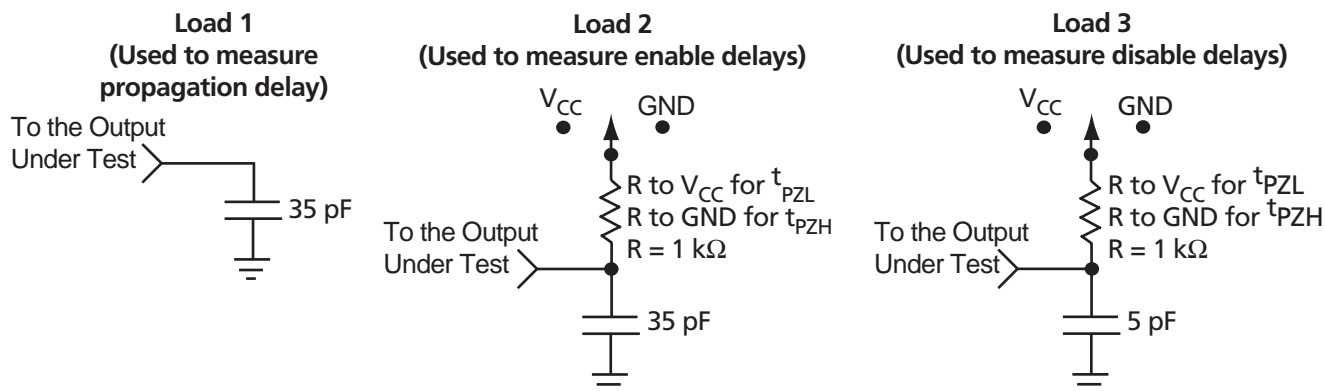 Load 1
(Used to measure
propagation delay)
To the Output
Under Test
35 pF
Load 2
(Used to measure enable delays)
VCC
GND
R to VCC for tPZL
R to GND for tPZH
R = 1 kΩ
To the Output
Under Test
35 pF
Load 3
(Used to measure disable delays)
VCC
GND
R to VCC for tPZL
R to GND for tPZH
R = 1 kΩ
To the Output
Under Test
5 pF